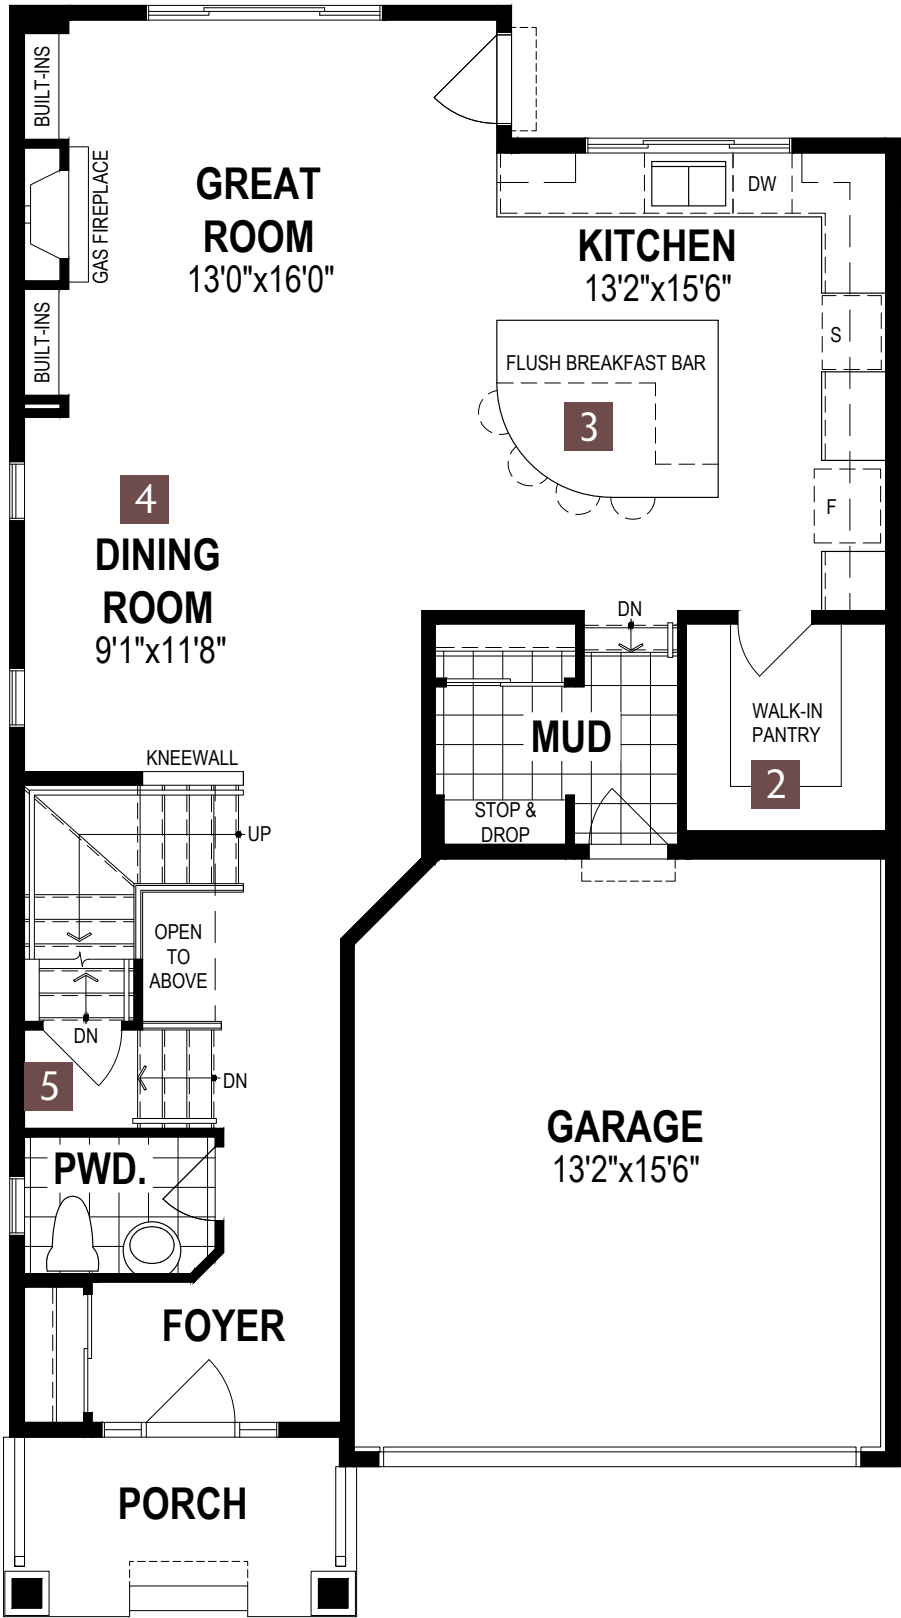 BUILT-INS
GAS FIREPLACE
BUILT-INS
GREAT
ROOM
13'0"x16'0"
DW
KITCHEN
13'2"x15'6"
S
FLUSH BREAKFAST BAR
3
F
4
DINING
ROOM
9'1"x11'8"
DN
MUD
STOP &
DROP
WALK-IN
PANTRY
2
KNEEWALL
UP
OPEN
TO
ABOVE
DN
DN
5
PWD.
GARAGE
13'2"x15'6"
FOYER
PORCH